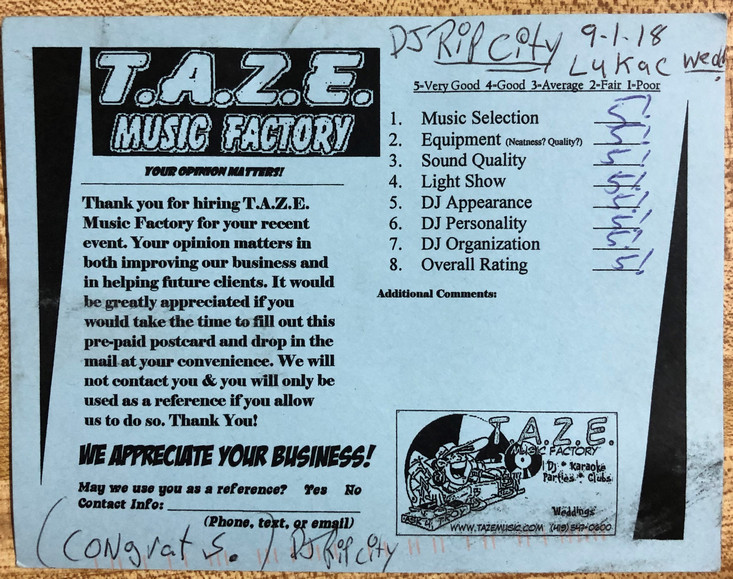 DJ Rip City 9-1-18
Lukac Wed!
T.A.Z.E.
MUSIC FACTORY
YOUR OPINION MATTERS!
Thank you for hiring T.A.Z.E.
Music Factory for your recent
event. Your opinion matters in
both improving our business and
in helping future clients. It would
be greatly appreciated if you
would take the time to fill out this
pre-paid postcard and drop in the
mail at your convenience. We will
not contact you & you will only be
used as a reference if you allow
us to do so. Thank You!
WE APPRECIATE YOUR BUSINESS!
May we use you as a reference? Yes No
Contact Info:
(Phone, text, or email)
(Congrats.) DJ Rip City
5-Very Good 4-Good 3-Average 2-Fair 1-Poor
1. Music Selection 5
2. Equipment (Neatness? Quality?) 5
3. Sound Quality 5
4. Light Show 5
5. DJ Appearance 5
6. DJ Personality 5
7. DJ Organization 5
8. Overall Rating 5
Additional Comments:
T.A.Z.E.
MUSIC FACTORY
Dj * Karaoke
Parties * Clubs
Weddings
WWW.TAZEMUSIC.COM (419) 547-0600